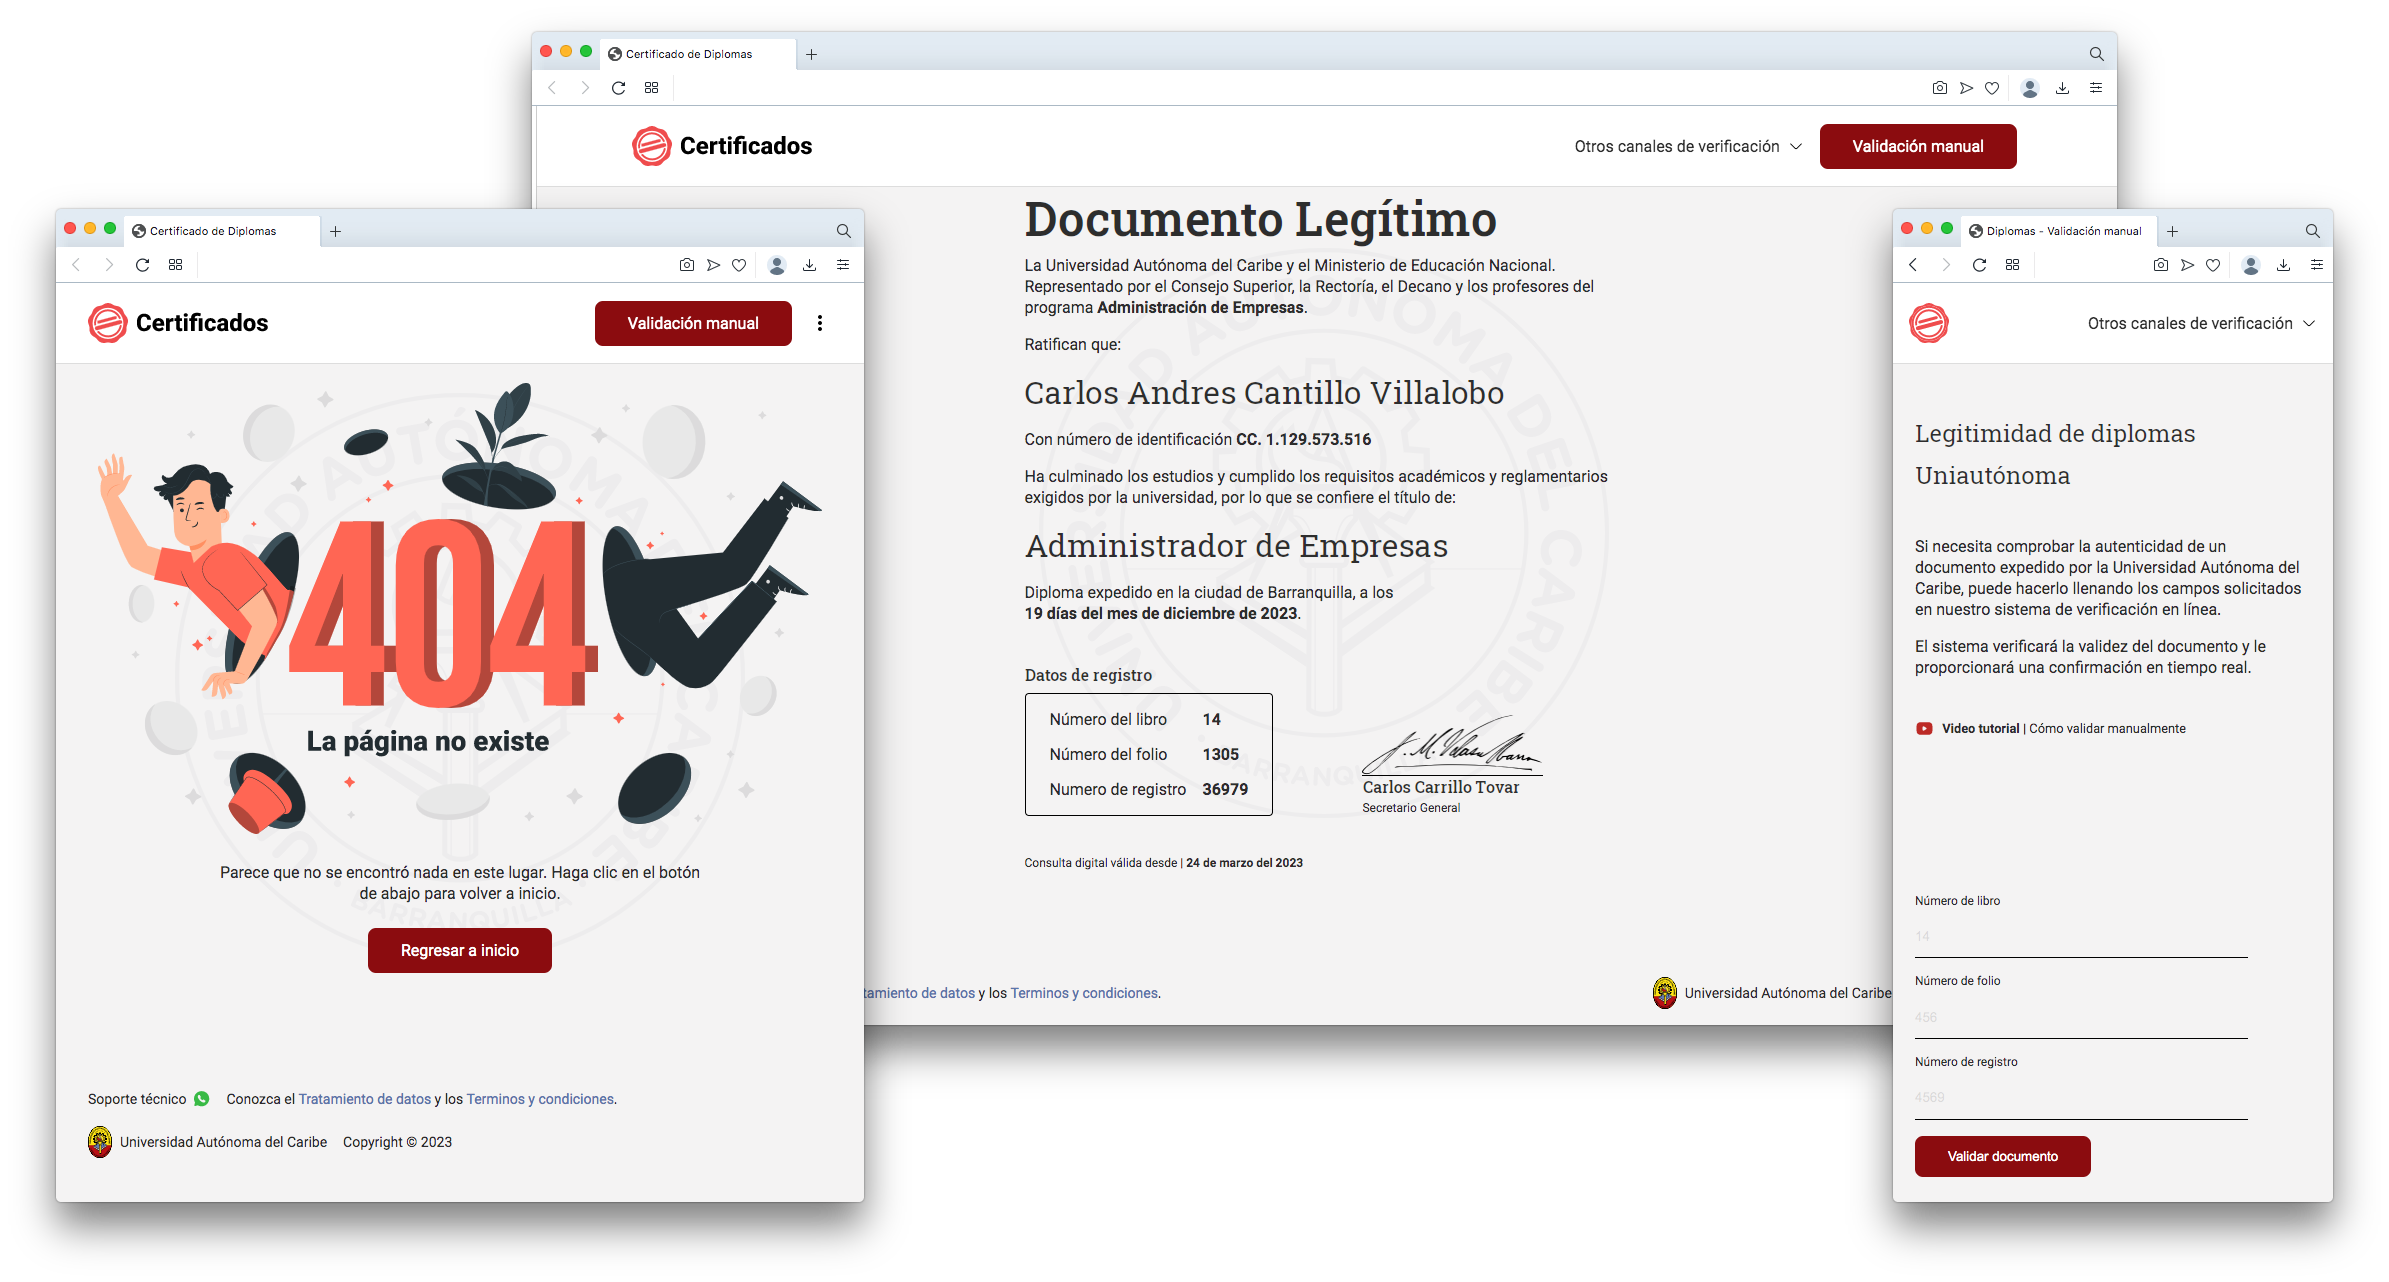 Certificado de Diplomas
Certificados
Otros canales de verificación
Validación manual
Documento Legítimo
La Universidad Autónoma del Caribe y el Ministerio de Educación Nacional.
Representado por el Consejo Superior, la Rectoría, el Decano y los profesores del
programa Administración de Empresas.
Ratifican que:
Carlos Andres Cantillo Villalobo
Con número de identificación CC. 1.129.573.516
Ha culminado los estudios y cumplido los requisitos académicos y reglamentarios
exigidos por la universidad, por lo que se confiere el título de:
Administrador de Empresas
Diploma expedido en la ciudad de Barranquilla, a los
19 días del mes de diciembre de 2023.
Datos de registro
Número del libro 14
Número del folio 1305
Numero de registro 36979
Carlos Carrillo Tovar
Secretario General
Consulta digital válida desde | 24 de marzo del 2023
tamiento de datos y los Terminos y condiciones.
Universidad Autónoma del Caribe
UNIVERSIDAD AUTÓNOMA DEL CARIBE
BARRANQUILLA
Certificado de Diplomas
Certificados
Validación manual
404
La página no existe
Parece que no se encontró nada en este lugar. Haga clic en el botón
de abajo para volver a inicio.
Regresar a inicio
BARRANQUILLA
Soporte técnico Conozca el Tratamiento de datos y los Terminos y condiciones.
Universidad Autónoma del Caribe Copyright © 2023
Diplomas - Validación manual
Otros canales de verificación
Legitimidad de diplomas
Uniautónoma
Si necesita comprobar la autenticidad de un
documento expedido por la Universidad Autónoma del
Caribe, puede hacerlo llenando los campos solicitados
en nuestro sistema de verificación en línea.
El sistema verificará la validez del documento y le
proporcionará una confirmación en tiempo real.
Video tutorial | Cómo validar manualmente
Número de libro
14
Número de folio
456
Número de registro
4569
Validar documento